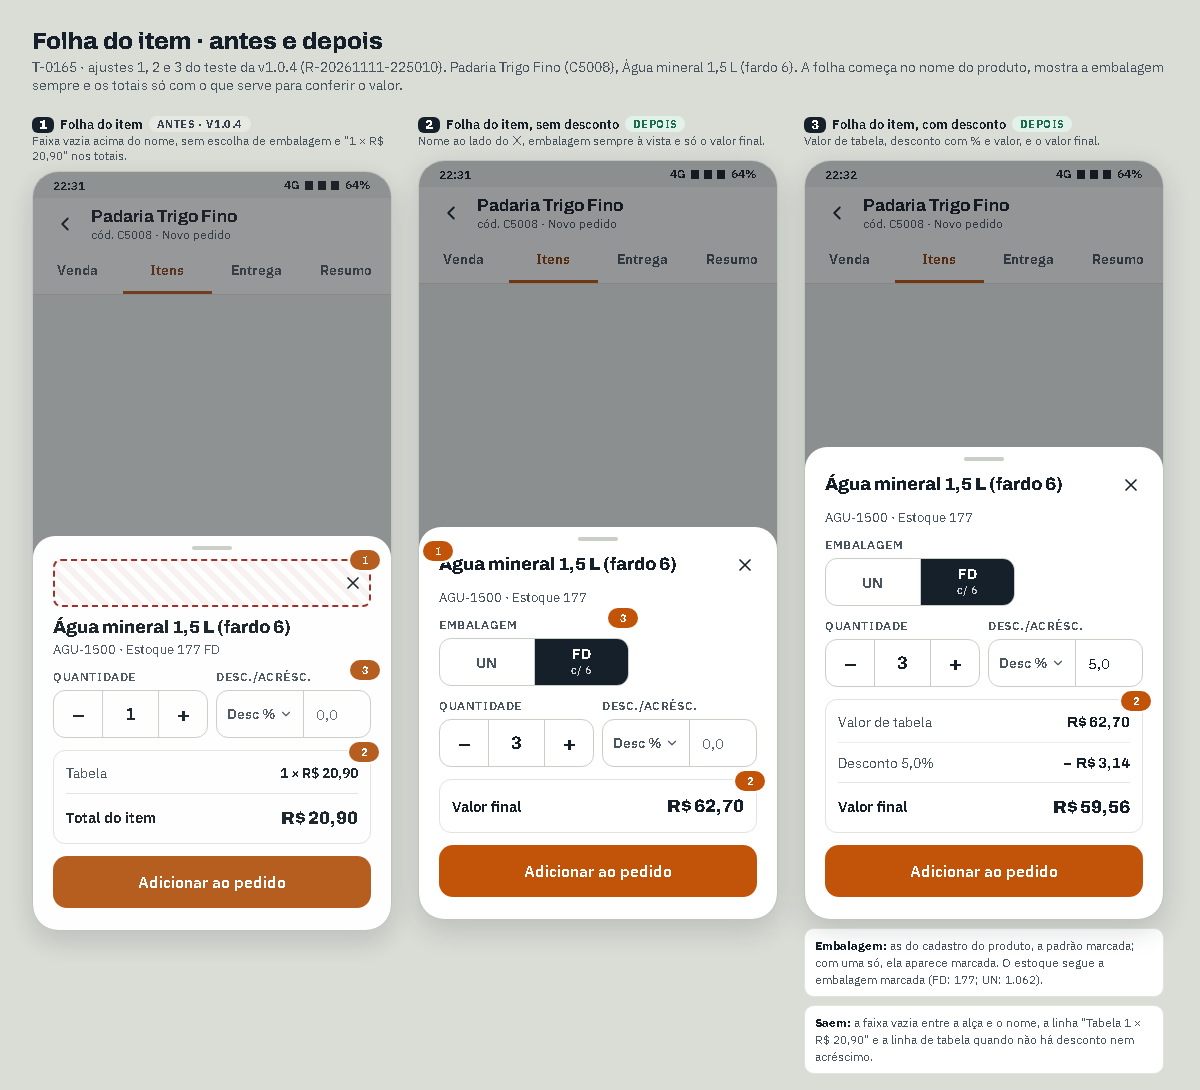 Folha do item · antes e depois
T-0165 · ajustes 1, 2 e 3 do teste da v1.0.4 (R-20261111-225010). Padaria Trigo Fino (C5008), Água mineral 1,5 L (fardo 6). A folha começa no nome do produto, mostra a embalagem
sempre e os totais só com o que serve para conferir o valor.
1 Folha do item ANTES · V1.0.4
Faixa vazia acima do nome, sem escolha de embalagem e "1 × R$
20,90" nos totais.
22:31 4G 64%
Padaria Trigo Fino
cód. C5008 · Novo pedido
Venda Itens Entrega Resumo
1
Água mineral 1,5 L (fardo 6)
AGU-1500 · Estoque 177 FD
3
QUANTIDADE DESC./ACRÉSC.
− 1 + Desc % 0,0
2
Tabela 1 × R$ 20,90
Total do item R$ 20,90
Adicionar ao pedido
2 Folha do item, sem desconto DEPOIS
Nome ao lado do X, embalagem sempre à vista e só o valor final.
22:31 4G 64%
Padaria Trigo Fino
cód. C5008 · Novo pedido
Venda Itens Entrega Resumo
1
Água mineral 1,5 L (fardo 6)
AGU-1500 · Estoque 177
3
EMBALAGEM
UN FD
c/ 6
QUANTIDADE DESC./ACRÉSC.
− 3 + Desc % 0,0
2
Valor final R$ 62,70
Adicionar ao pedido
3 Folha do item, com desconto DEPOIS
Valor de tabela, desconto com % e valor, e o valor final.
22:32 4G 64%
Padaria Trigo Fino
cód. C5008 · Novo pedido
Venda Itens Entrega Resumo
Água mineral 1,5 L (fardo 6)
AGU-1500 · Estoque 177
EMBALAGEM
UN FD
c/ 6
QUANTIDADE DESC./ACRÉSC.
− 3 + Desc % 5,0
2
Valor de tabela R$ 62,70
Desconto 5,0% − R$ 3,14
Valor final R$ 59,56
Adicionar ao pedido
Embalagem: as do cadastro do produto, a padrão marcada;
com uma só, ela aparece marcada. O estoque segue a
embalagem marcada (FD: 177; UN: 1.062).
Saem: a faixa vazia entre a alça e o nome, a linha "Tabela 1 ×
R$ 20,90" e a linha de tabela quando não há desconto nem
acréscimo.